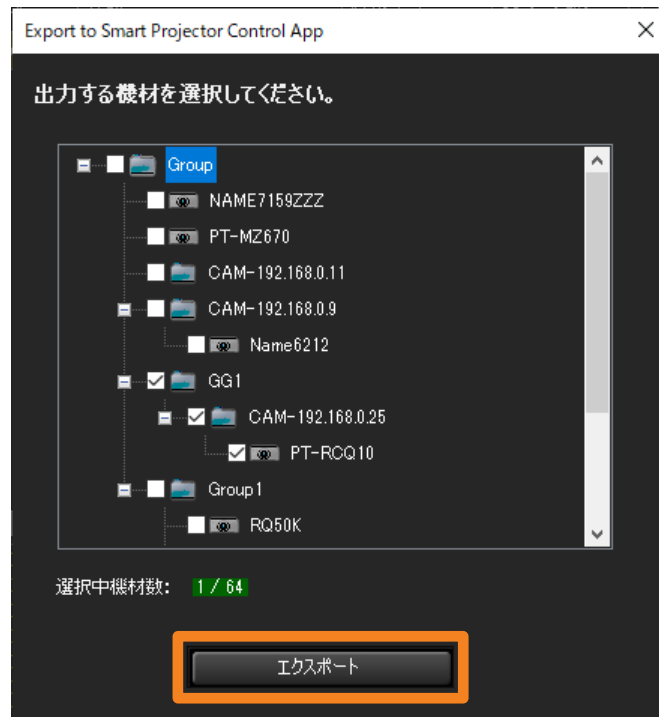 Export to Smart Projector Control App
出力する機材を選択してください。
Group
NAME7159ZZZ
PT-MZ670
CAM-192.168.0.11
CAM-192.168.0.9
Name6212
GG1
CAM-192.168.0.25
PT-RCQ10
Group1
RQ50K
選択中機材数: 1 / 64
エクスポート